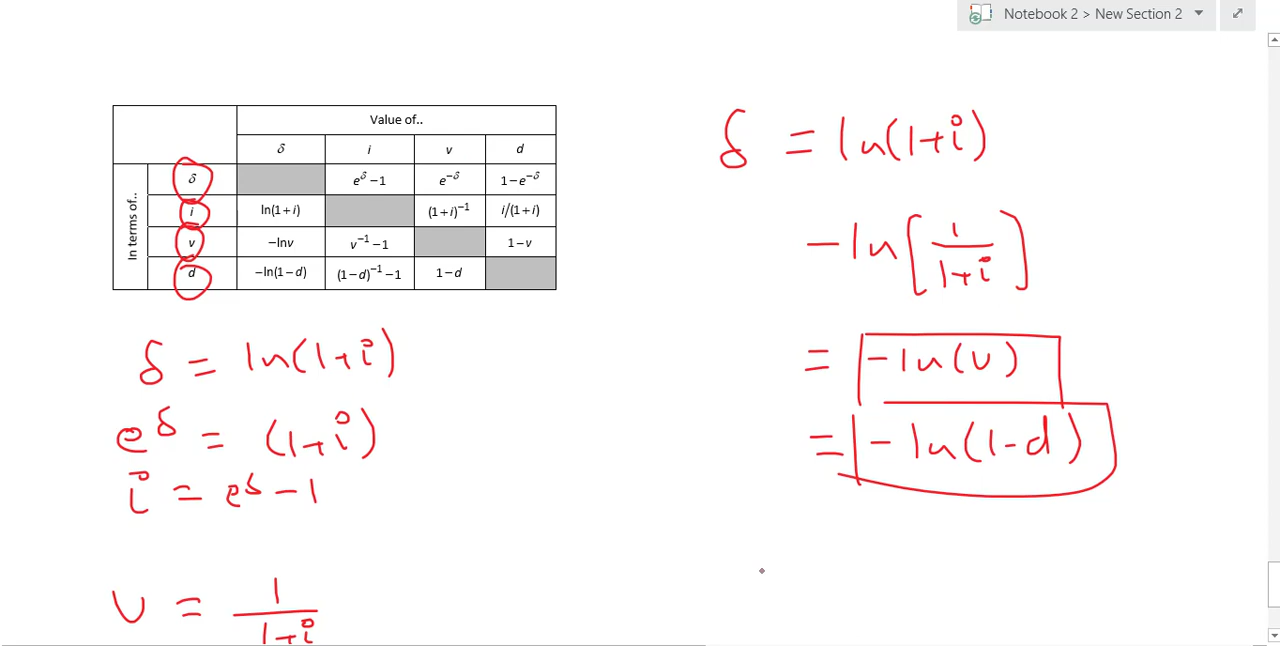 Notebook 2 > New Section 2
Value of..
δ i v d
In terms of..
δ e^δ −1 e^−δ 1−e^−δ
i ln(1+i) (1+i)^−1 i/(1+i)
v −lnv v^−1 −1 1−v
d −ln(1−d) (1−d)^−1 −1 1−d
δ = ln(1+i)
e^δ = (1+i)
i = e^δ − 1
v = 1/(1+i)
δ = ln(1+i)
−ln[1/(1+i)]
= −ln(v)
= −ln(1−d)